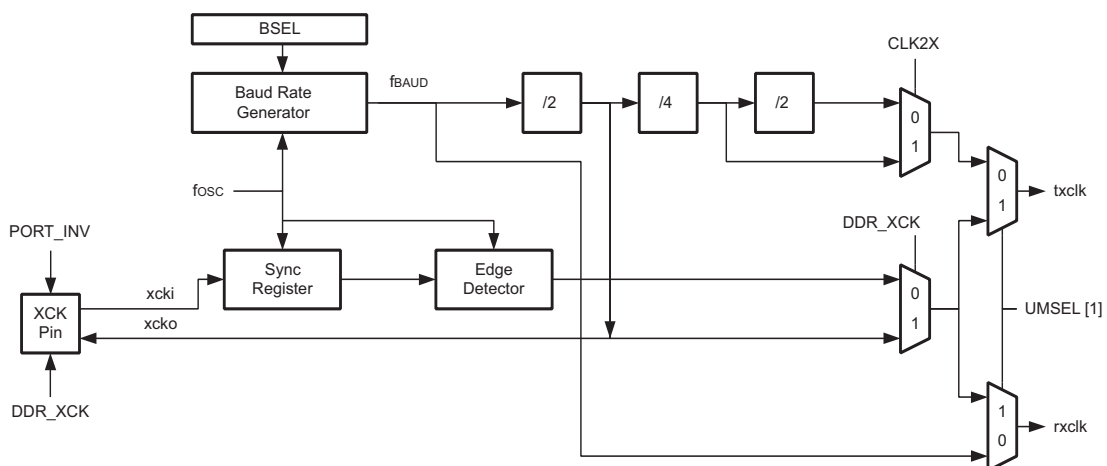 BSEL
CLK2X
Baud Rate
Generator
fBAUD
/2
/4
/2
0
1
fOSC
0
1
txclk
PORT_INV
DDR_XCK
Sync
Register
Edge
Detector
xcki
XCK
Pin
xcko
0
1
UMSEL [1]
DDR_XCK
1
0
rxclk